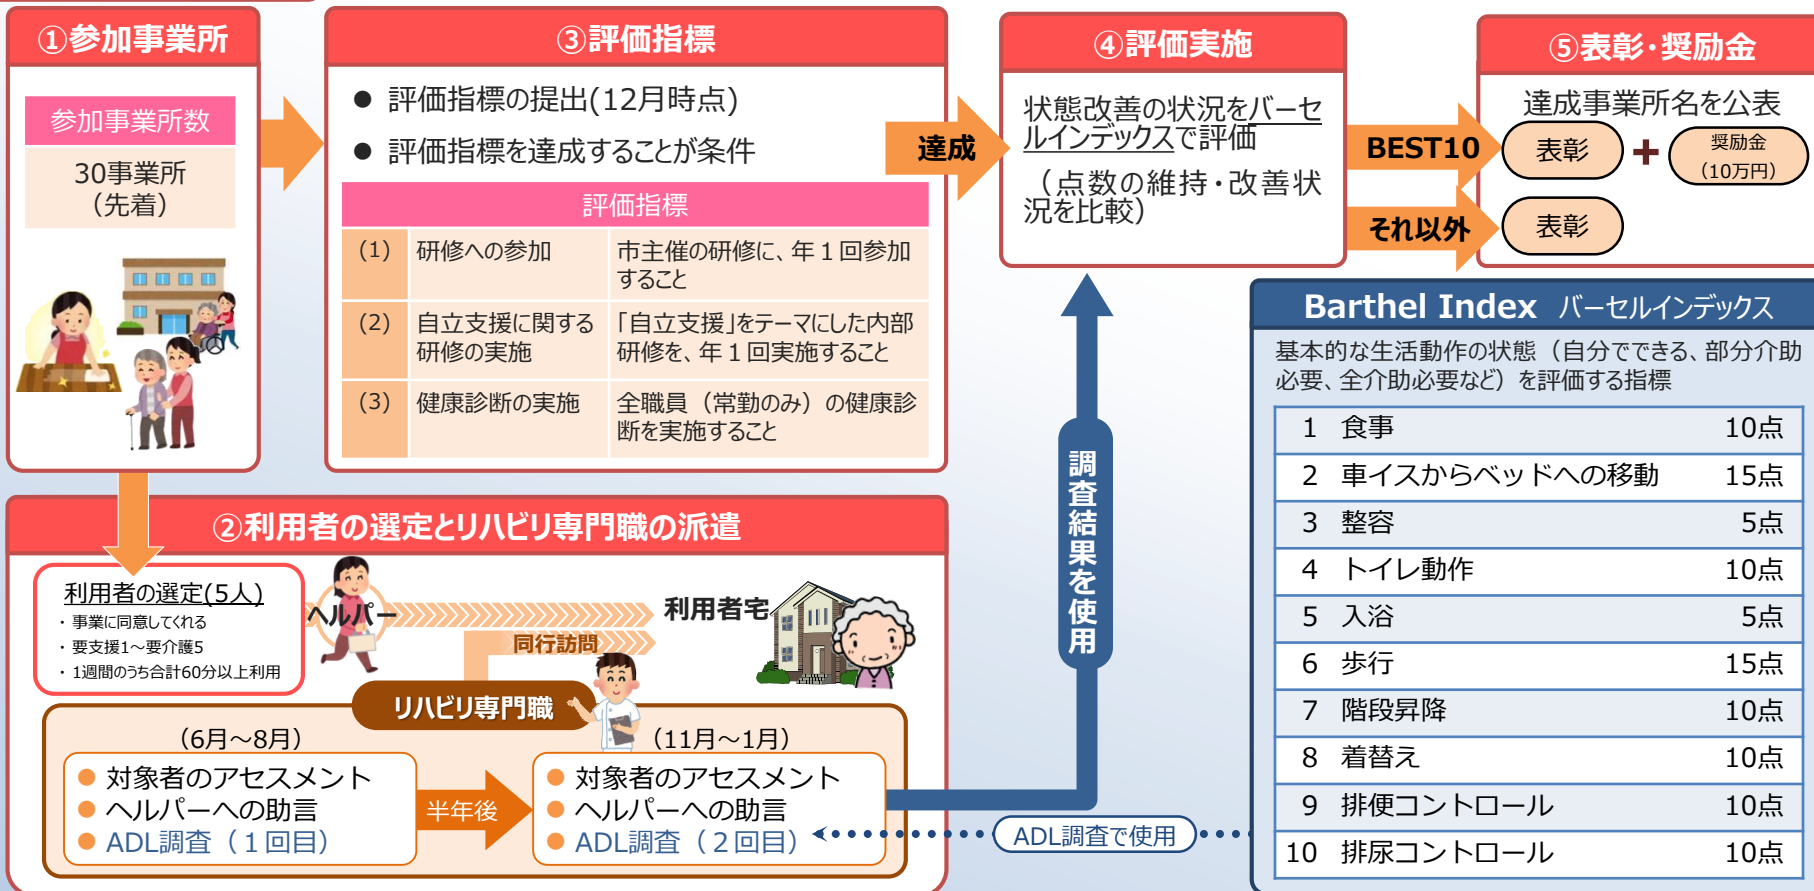 ①参加事業所
参加事業所数
30事業所
（先着）
③評価指標
● 評価指標の提出(12月時点)
● 評価指標を達成することが条件
評価指標
(1) 研修への参加 市主催の研修に、年１回参加
すること
(2) 自立支援に関する 「自立支援」をテーマにした内部
研修の実施 研修を、年１回実施すること
(3) 健康診断の実施 全職員（常勤のみ）の健康診
断を実施すること
達成
④評価実施
状態改善の状況をバーセ
ルインデックスで評価
（点数の維持・改善状
況を比較）
BEST10
それ以外
⑤表彰・奨励金
達成事業所名を公表
表彰 + 奨励金
（10万円）
表彰
②利用者の選定とリハビリ専門職の派遣
利用者の選定(5人)
・事業に同意してくれる
・要支援1～要介護5
・1週間のうち合計60分以上利用
ヘルパー
利用者宅
同行訪問
リハビリ専門職
（6月～8月）
● 対象者のアセスメント
● ヘルパーへの助言
● ADL調査（１回目）
半年後
（11月～1月）
● 対象者のアセスメント
● ヘルパーへの助言
● ADL調査（２回目）
調査結果を使用
ADL調査で使用
Barthel Index バーセルインデックス
基本的な生活動作の状態（自分でできる、部分介助
必要、全介助必要など）を評価する指標
1 食事 10点
2 車イスからベッドへの移動 15点
3 整容 5点
4 トイレ動作 10点
5 入浴 5点
6 歩行 15点
7 階段昇降 10点
8 着替え 10点
9 排便コントロール 10点
10 排尿コントロール 10点